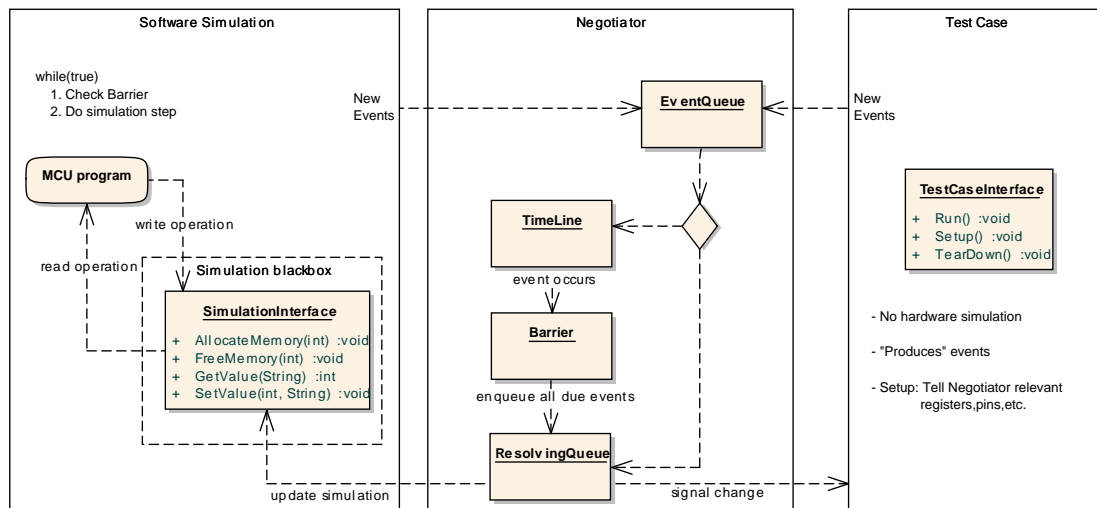 Software Simulation
Negotiator
Test Case
while(true)
1. Check Barrier
2. Do simulation step
New
Events
EventQueue
New
Events
MCU program
write operation
read operation
Simulation blackbox
SimulationInterface
+ AllocateMemory(int) :void
+ FreeMemory(int) :void
+ GetValue(String) :int
+ SetValue(int, String) :void
TimeLine
event occurs
Barrier
enqueue all due events
ResolvingQueue
update simulation
signal change
TestCaseInterface
+ Run() :void
+ Setup() :void
+ TearDown() :void
- No hardware simulation
- "Produces" events
- Setup: Tell Negotiator relevant
registers,pins,etc.